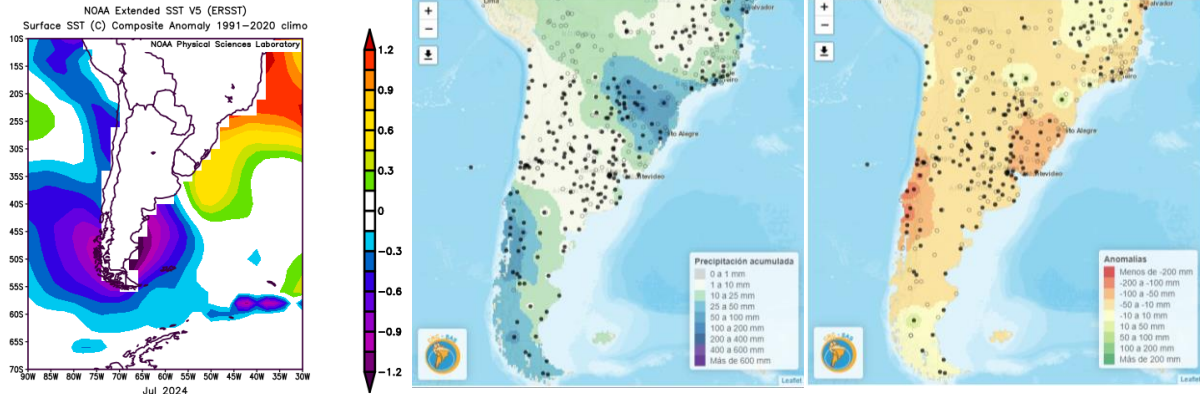 NOAA Extended SST V5 (ERSST)
Surface SST (C) Composite Anomaly 1991–2020 climo
NOAA Physical Sciences Laboratory
10S
15S
20S
25S
30S
35S
40S
45S
50S
55S
60S
65S
70S
90W 85W 80W 75W 70W 65W 60W 55W 50W 45W 40W 35W 30W
Jul 2024
1.2
0.9
0.6
0.3
0
−0.3
−0.6
−0.9
−1.2
+
−
Lima
Salvador
Alegre
Precipitación acumulada
0 a 1 mm
1 a 10 mm
10 a 25 mm
25 a 50 mm
50 a 100 mm
100 a 200 mm
200 a 400 mm
400 a 600 mm
Más de 600 mm
Leaflet
+
−
Alegre
Anomalías
Menos de -200 mm
-200 a -100 mm
-100 a -50 mm
-50 a -10 mm
-10 a 10 mm
10 a 50 mm
50 a 100 mm
100 a 200 mm
Más de 200 mm
Leaflet